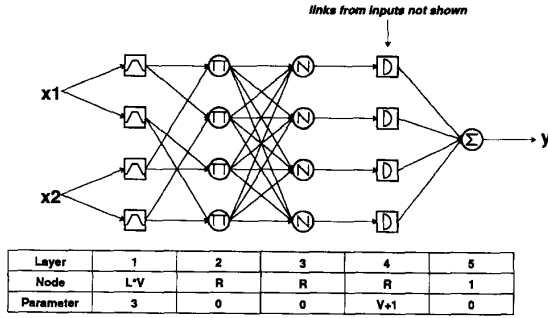 links from inputs not shown
x1
x2
Π
Π
Π
Π
N
N
N
N
D
D
D
D
Σ
y
Layer 1 2 3 4 5
Node L*V R R R 1
Parameter 3 0 0 V+1 0